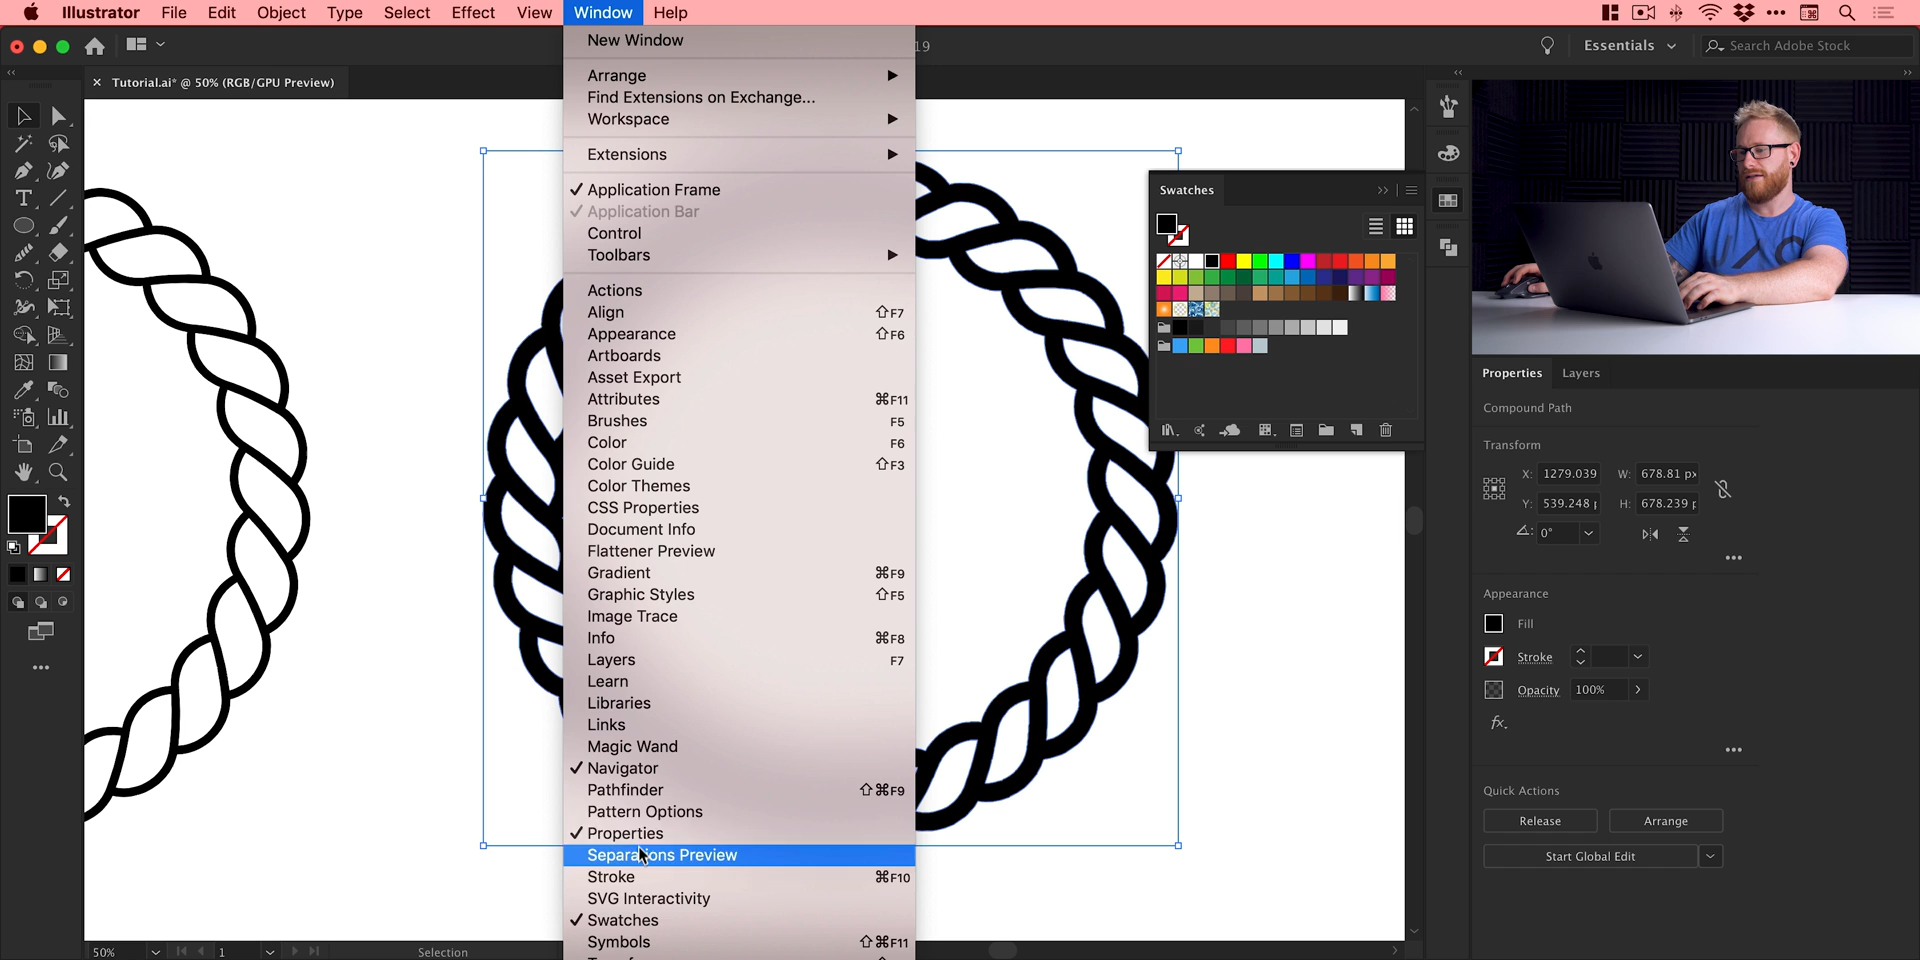 Illustrator File Edit Object Type Select Effect View Window Help
19
Essentials
Search Adobe Stock
Tutorial.ai* @ 50% (RGB/GPU Preview)
New Window
Arrange
Find Extensions on Exchange...
Workspace
Extensions
✓ Application Frame
✓ Application Bar
Control
Toolbars
Actions
Align ⇧F7
Appearance ⇧F6
Artboards
Asset Export
Attributes ⌘F11
Brushes F5
Color F6
Color Guide ⇧F3
Color Themes
CSS Properties
Document Info
Flattener Preview
Gradient ⌘F9
Graphic Styles ⇧F5
Image Trace
Info ⌘F8
Layers F7
Learn
Libraries
Links
Magic Wand
✓ Navigator
Pathfinder ⇧⌘F9
Pattern Options
✓ Properties
Separations Preview
Stroke ⌘F10
SVG Interactivity
✓ Swatches
Symbols ⇧⌘F11
Swatches
Properties Layers
Compound Path
Transform
X: 1279.039 W: 678.81 px
Y: 539.248 H: 678.239
0°
Appearance
Fill
Stroke
Opacity 100%
fx.
Quick Actions
Release Arrange
Start Global Edit
50% 1 Selection